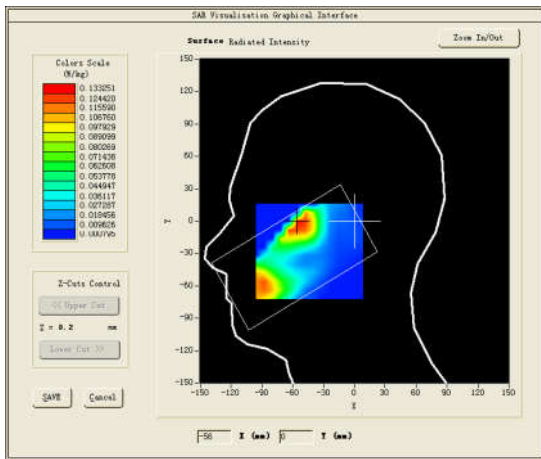 SAR Visualisation Graphical Interface
Surface Radiated Intensity
Zoom In/Out
Colors Scale
(W/kg)
0.133251
0.124420
0.115590
0.106760
0.097929
0.089099
0.080269
0.071438
0.062608
0.053778
0.044947
0.036117
0.027287
0.018456
0.009626
0.000795
Z-Cuts Control
<< Upper Cut
Z = 0.2 mm
Lower Cut >>
SAVE
Cancel
150
120
90
60
30
0
-30
-60
-90
-120
-150
Y
-150 -120 -90 -60 -30 0 30 60 90 120 150
X
-56 X (mm) 0 Y (mm)